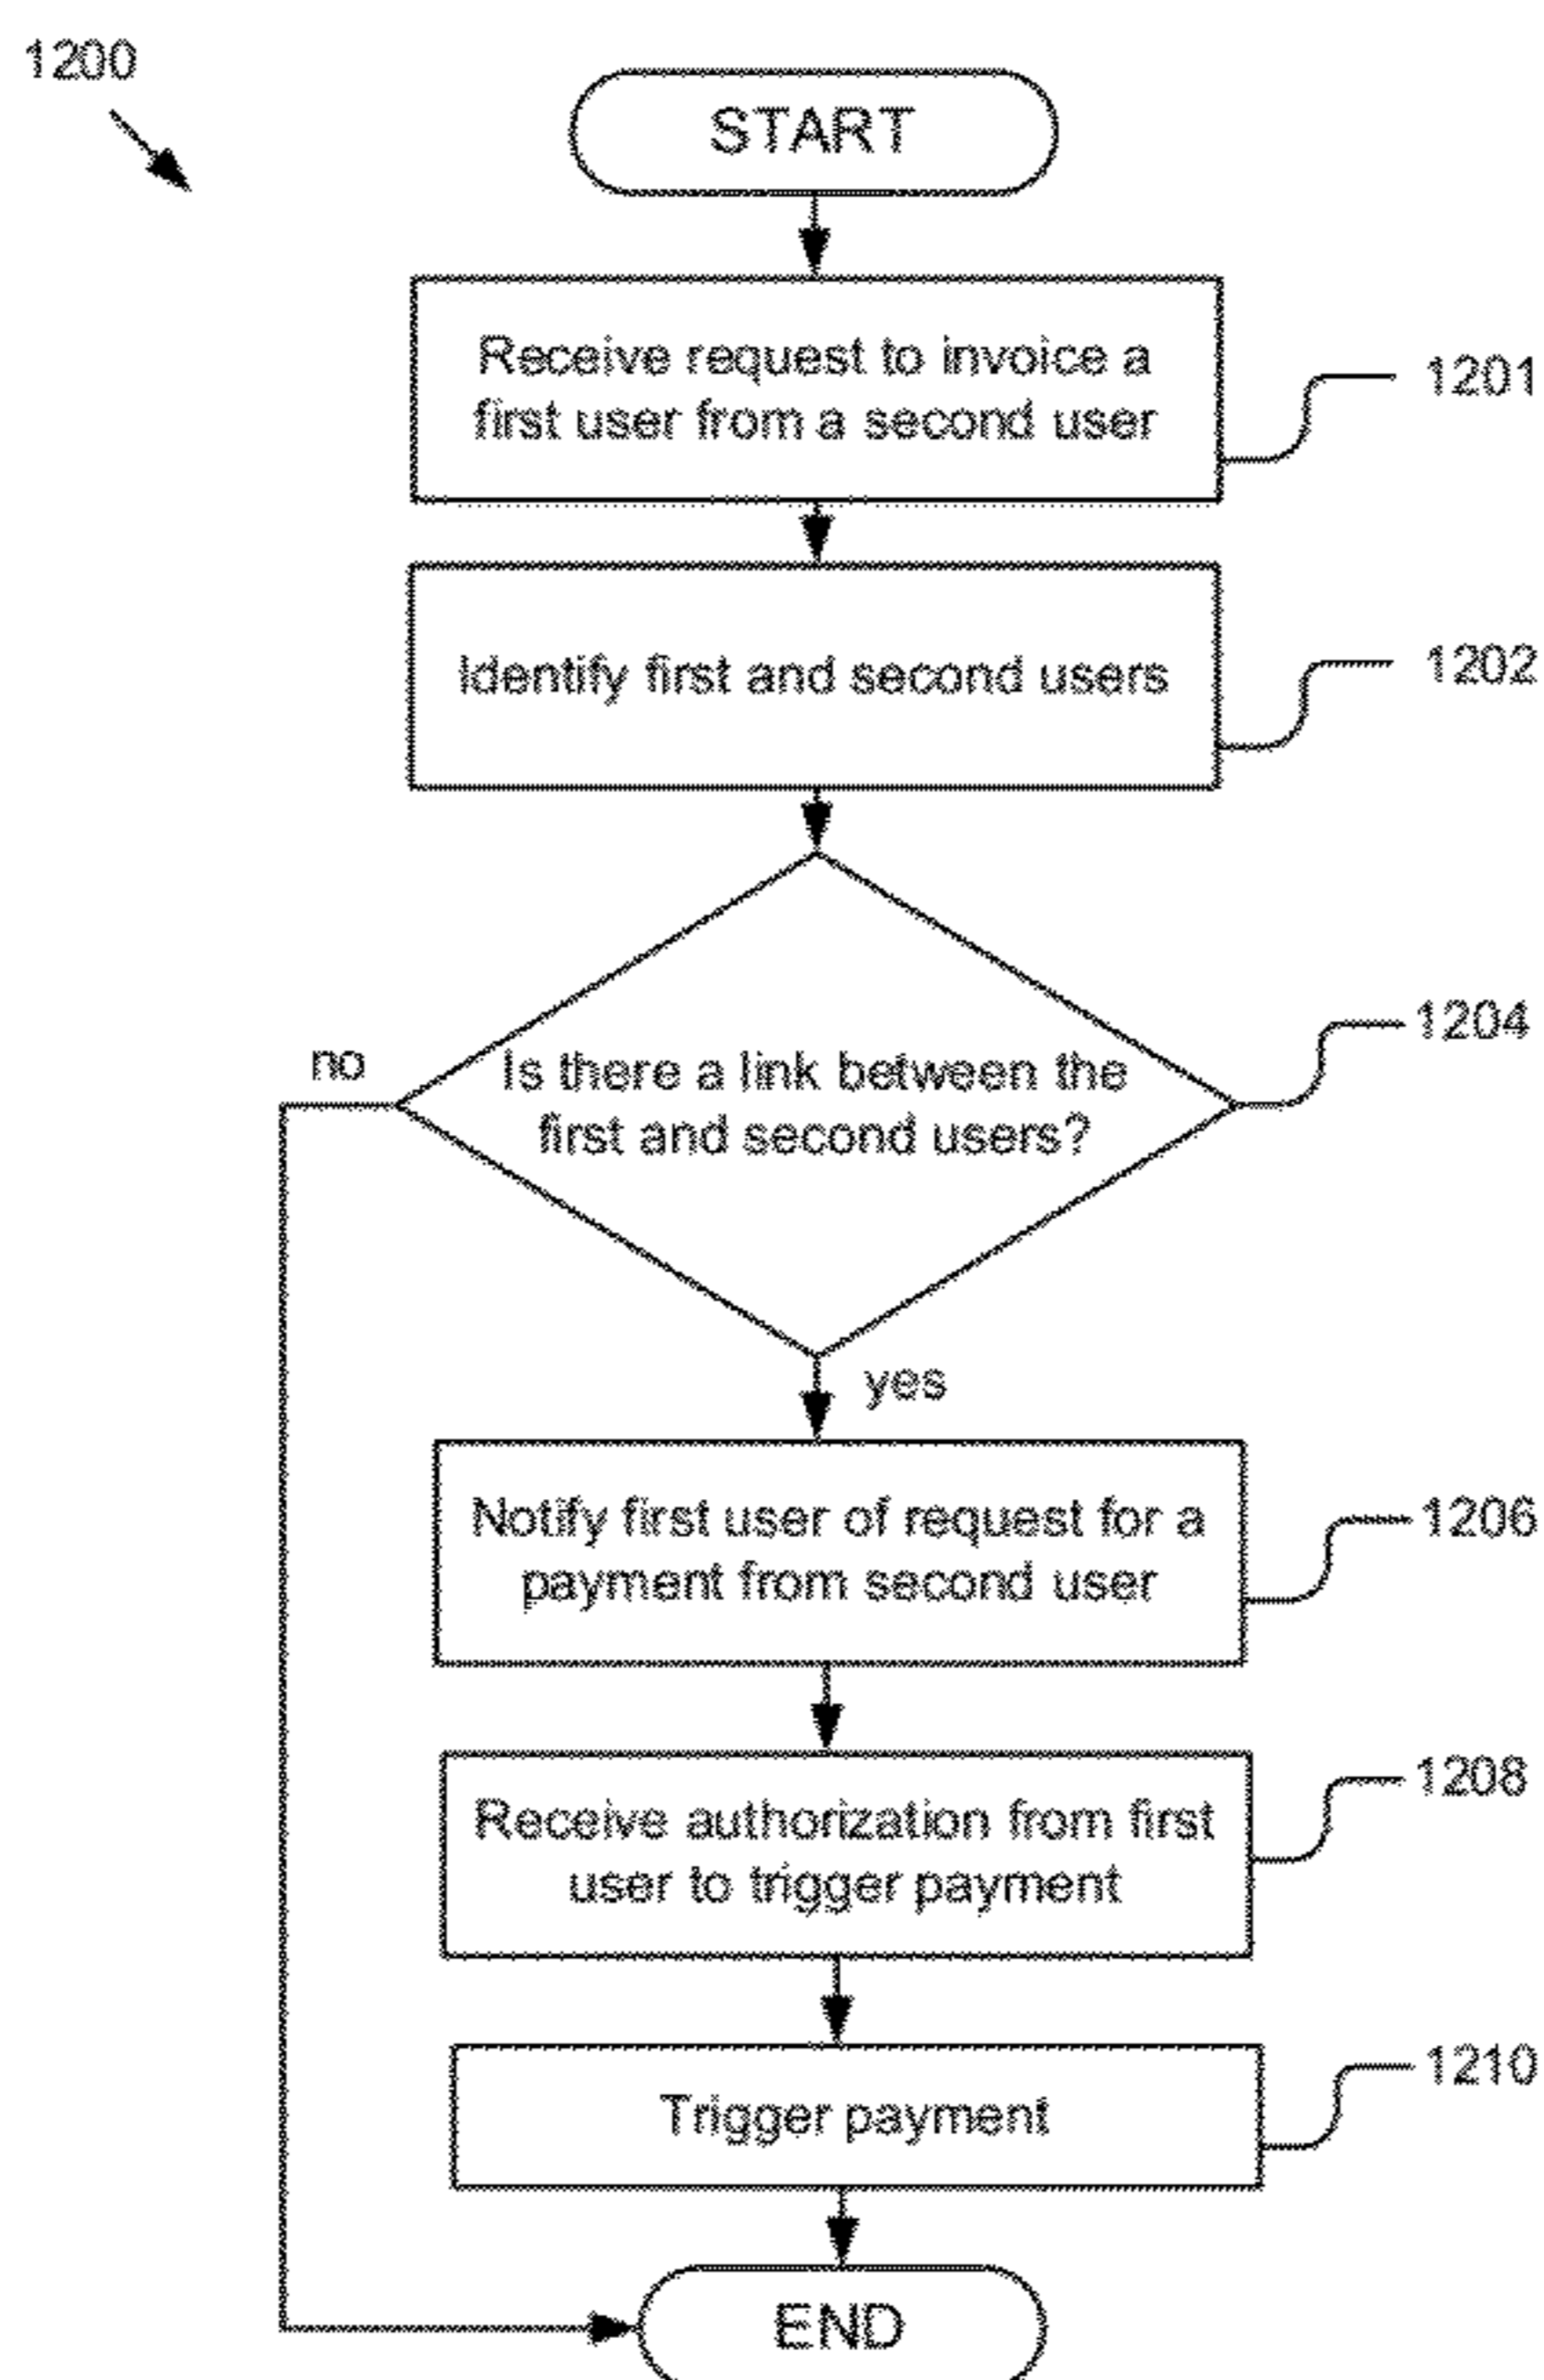 1200
START
Receive request to invoice a
first user from a second user
1201
Identify first and second users
1202
Is there a link between the
first and second users?
1204
no
yes
Notify first user of request for a
payment from second user
1206
Receive authorization from first
user to trigger payment
1208
Trigger payment
1210
END